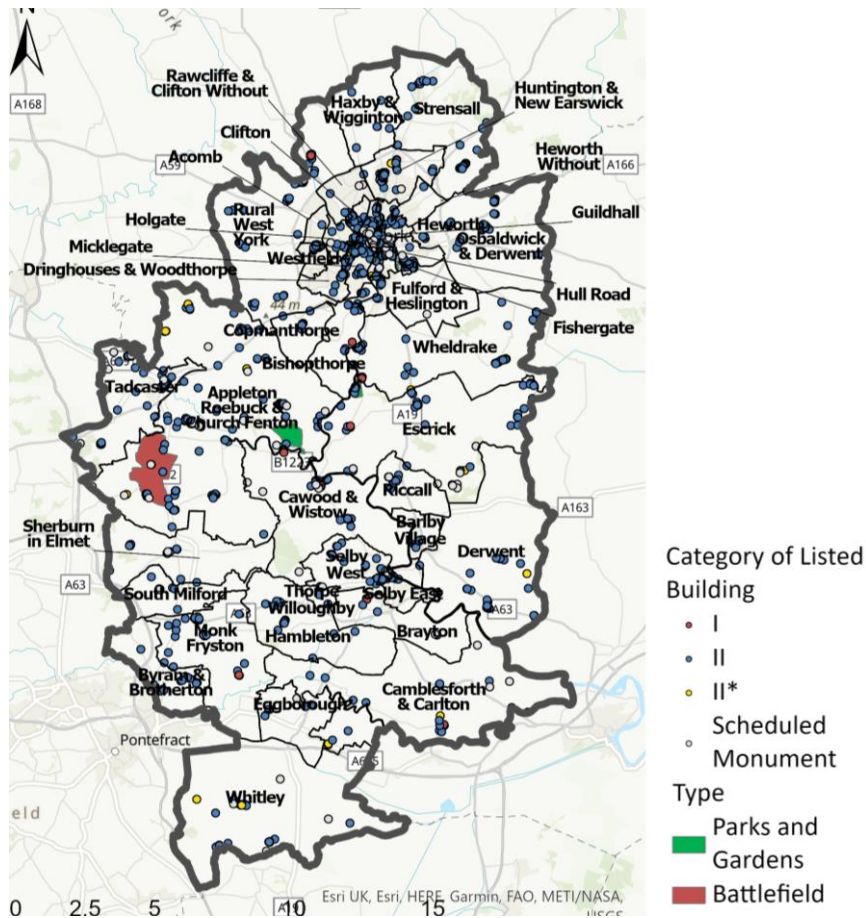 N
A168
Rawcliffe &
Clifton Without
Haxby &
Wigginton
Strensall
Huntington &
New Earswick
Clifton
A59
Acomb
Heworth
Without
A166
Holgate
Rural
West
York
Heworth
Guildhall
Micklegate
Westfield
Osbaldwick
& Derwent
Dringhouses & Woodthorpe
Fulford &
Heslington
Hull Road
44 m
Fishergate
Copmanthorpe
Bishopthorpe
Wheldrake
Tadcaster
Appleton
Roebuck &
Church Fenton
A19
Escrick
Riccall
Cawood &
Wistow
A163
Barlby
Village
Sherburn
in Elmet
Derwent
Selby
West
A63
South Milford
Thorpe
Willoughby
Selby East
A63
Monk
Fryston
Hambleton
Brayton
Byram &
Brotherton
Eggborough
Camblesforth
& Carlton
Pontefract
Whitley
Category of Listed
Building
I
II
II*
Scheduled
Monument
Type
Parks and
Gardens
Battlefield
0 2.5 5 10 15
Esri UK, Esri, HERE, Garmin, FAO, METI/NASA,
USGS